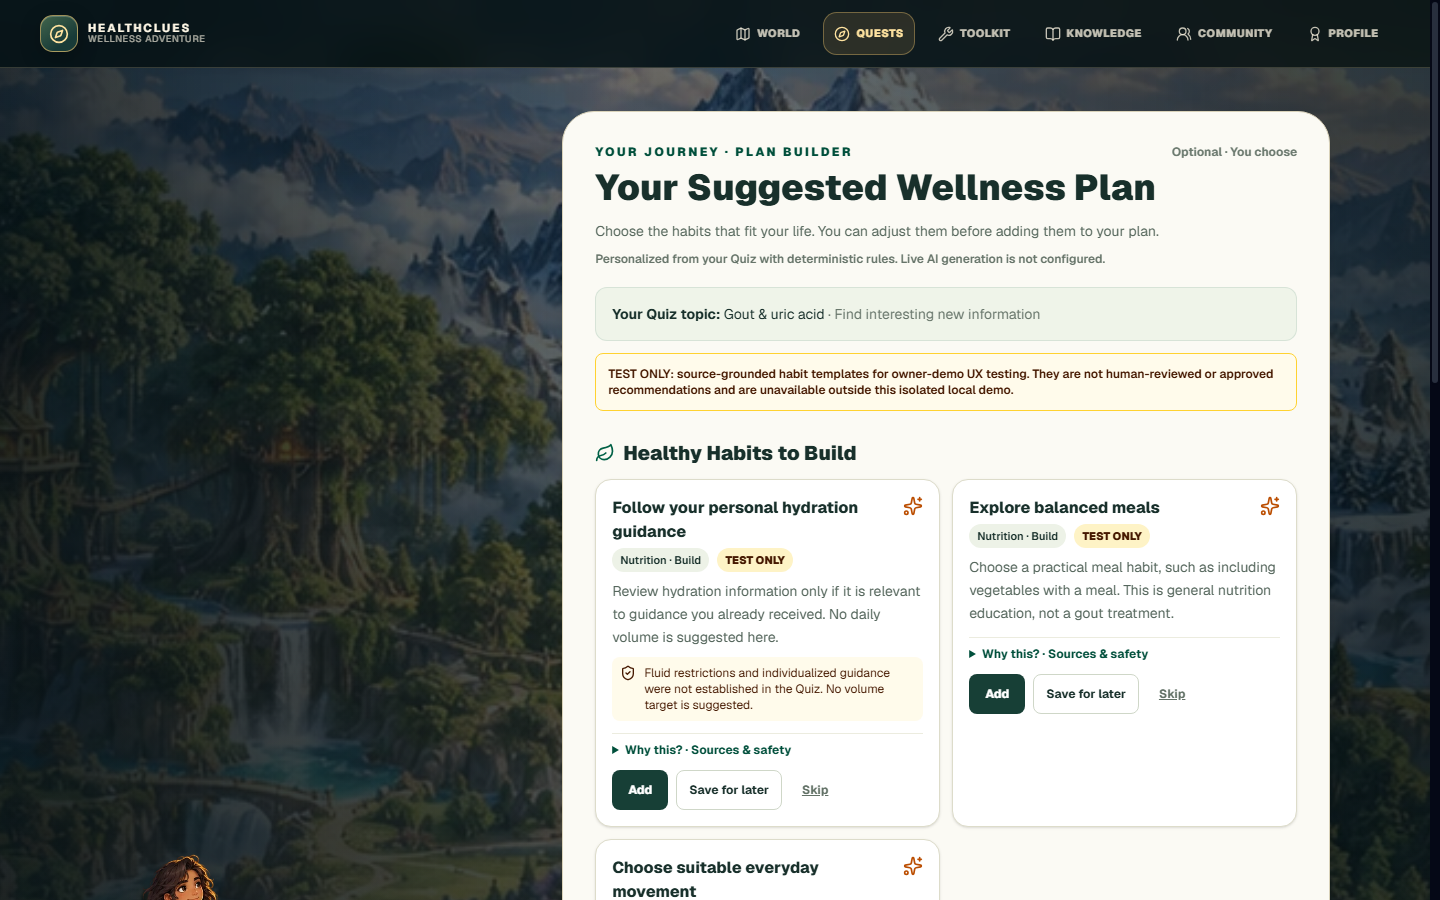 HEALTHCLUES
WELLNESS ADVENTURE
WORLD
QUESTS
TOOLKIT
KNOWLEDGE
COMMUNITY
PROFILE
YOUR JOURNEY · PLAN BUILDER
Optional · You choose
Your Suggested Wellness Plan
Choose the habits that fit your life. You can adjust them before adding them to your plan.
Personalized from your Quiz with deterministic rules. Live AI generation is not configured.
Your Quiz topic: Gout & uric acid · Find interesting new information
TEST ONLY: source-grounded habit templates for owner-demo UX testing. They are not human-reviewed or approved
recommendations and are unavailable outside this isolated local demo.
Healthy Habits to Build
Follow your personal hydration
guidance
Nutrition · Build
TEST ONLY
Review hydration information only if it is relevant
to guidance you already received. No daily
volume is suggested here.
Fluid restrictions and individualized guidance
were not established in the Quiz. No volume
target is suggested.
Why this? · Sources & safety
Add
Save for later
Skip
Explore balanced meals
Nutrition · Build
TEST ONLY
Choose a practical meal habit, such as including
vegetables with a meal. This is general nutrition
education, not a gout treatment.
Why this? · Sources & safety
Add
Save for later
Skip
Choose suitable everyday
movement